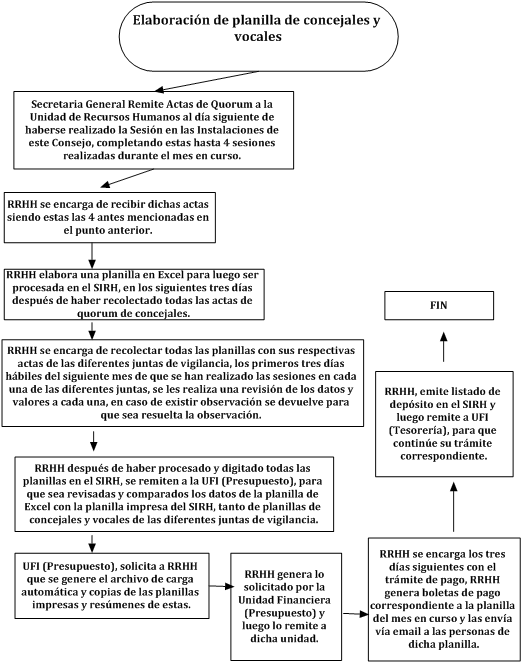 Elaboración de planilla de concejales y
vocales
Secretaria General Remite Actas de Quorum a la
Unidad de Recursos Humanos al día siguiente de
haberse realizado la Sesión en las Instalaciones de
este Consejo, completando estas hasta 4 sesiones
realizadas durante el mes en curso.
RRHH se encarga de recibir dichas actas
siendo estas las 4 antes mencionadas en
el punto anterior.
RRHH elabora una planilla en Excel para luego ser
procesada en el SIRH, en los siguientes tres días
después de haber recolectado todas las actas de
quorum de concejales.
RRHH se encarga de recolectar todas las planillas con sus respectivas
actas de las diferentes juntas de vigilancia, los primeros tres días
hábiles del siguiente mes de que se han realizado las sesiones en cada
una de las diferentes juntas, se les realiza una revisión de los datos y
valores a cada una, en caso de existir observación se devuelve para
que sea resuelta la observación.
RRHH después de haber procesado y digitado todas las
planillas en el SIRH, se remiten a la UFI (Presupuesto), para
que sea revisadas y comparados los datos de la planilla de
Excel con la planilla impresa del SIRH, tanto de planillas de
concejales y vocales de las diferentes juntas de vigilancia.
UFI (Presupuesto), solicita a RRHH
que se genere el archivo de carga
automática y copias de las planillas
impresas y resúmenes de estas.
RRHH genera lo
solicitado por la
Unidad Financiera
(Presupuesto) y
luego lo remite a
dicha unidad.
RRHH se encarga los tres
días siguientes con el
trámite de pago, RRHH
genera boletas de pago
correspondiente a la planilla
del mes en curso y las envía
vía email a las personas de
dicha planilla.
RRHH, emite listado de
depósito en el SIRH y
luego remite a UFI
(Tesorería), para que
continúe su trámite
correspondiente.
FIN